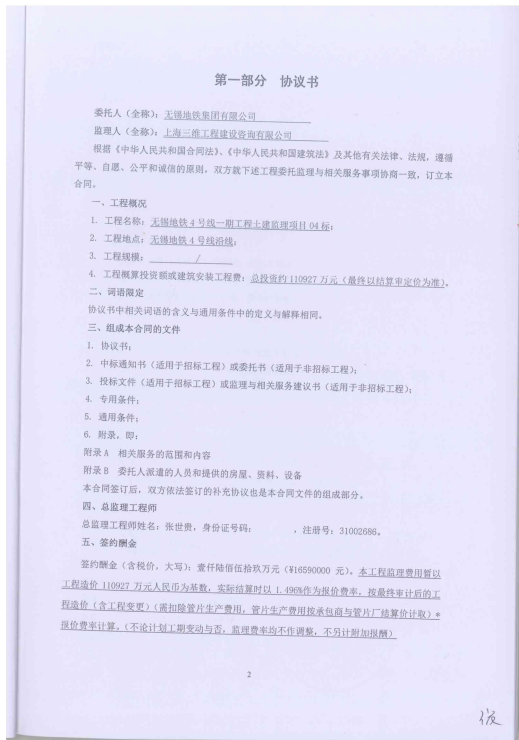 第一部分 协议书
委托人（全称）：无锡地铁集团有限公司
监理人（全称）：上海三维工程建设咨询有限公司
根据《中华人民共和国合同法》、《中华人民共和国建筑法》及其他有关法律、法规，遵循
平等、自愿、公平和诚信的原则，双方就下述工程委托监理与相关服务事项协商一致，订立本
合同。
一、工程概况
1. 工程名称：无锡地铁4号线一期工程土建监理项目04标；
2. 工程地点：无锡地铁4号线沿线；
3. 工程规模： /
4. 工程概算投资额或建筑安装工程费：总投资约110927万元（最终以结算审定价为准）。
二、词语限定
协议书中相关词语的含义与通用条件中的定义与解释相同。
三、组成本合同的文件
1. 协议书；
2. 中标通知书（适用于招标工程）或委托书（适用于非招标工程）；
3. 投标文件（适用于招标工程）或监理与相关服务建议书（适用于非招标工程）；
4. 专用条件；
5. 通用条件；
6. 附录，即：
附录A 相关服务的范围和内容
附录B 委托人派遣的人员和提供的房屋、资料、设备
本合同签订后，双方依法签订的补充协议也是本合同文件的组成部分。
四、总监理工程师
总监理工程师姓名：张世贵，身份证号码： ，注册号：31002686。
五、签约酬金
签约酬金（含税价，大写）：壹仟陆佰伍拾玖万元（¥16590000 元）。本工程监理费用暂以
工程造价 110927 万元人民币为基数，实际结算时以 1.496%作为报价费率，按最终审计后的工
程造价（含工程变更）（需扣除管片生产费用，管片生产费用按承包商与管片厂结算价计取）*
报价费率计算。（不论计划工期变动与否，监理费率均不作调整，不另计附加报酬）
2